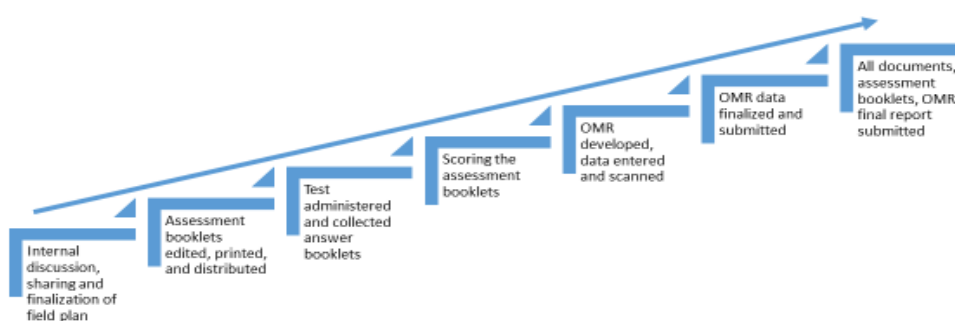 Internal
discussion,
sharing and
finalization of
field plan
Assessment
booklets
edited, printed,
and distributed
Test
administered
and collected
answer
booklets
Scoring the
assessment
booklets
OMR
developed,
data entered
and scanned
OMR data
finalized and
submitted
All documents,
assessment
booklets, OMR
final report
submitted